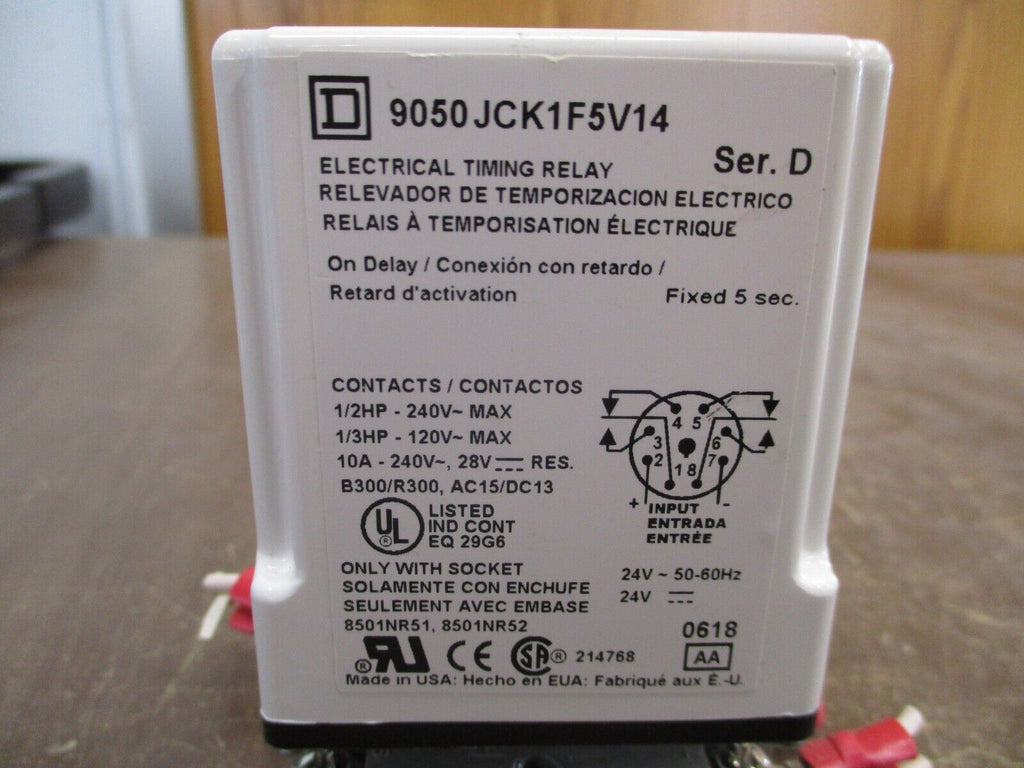 D 9050 JCK1F5V14
Ser. D
ELECTRICAL TIMING RELAY
RELEVADOR DE TEMPORIZACION ELECTRICO
RELAIS À TEMPORISATION ÉLECTRIQUE
On Delay / Conexión con retardo /
Retard d'activation
Fixed 5 sec.
CONTACTS / CONTACTOS
1/2HP - 240V~ MAX
1/3HP - 120V~ MAX
10A - 240V~, 28V⎓ RES.
B300/R300, AC15/DC13
4 5
3 6
2 7
1 8
+ INPUT -
ENTRADA
ENTRÉE
UL ®
LISTED
IND CONT
EQ 29G6
ONLY WITH SOCKET
SOLAMENTE CON ENCHUFE
SEULEMENT AVEC EMBASE
8501NR51, 8501NR52
24V ~ 50-60Hz
24V ⎓
0618
AA
®RU CE SA® 214768
Made in USA: Hecho en EUA: Fabriqué aux É.-U.